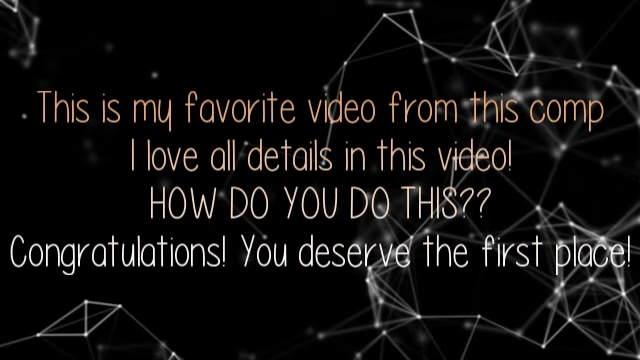 This is my favorite video from this comp
I love all details in this video!
HOW DO YOU DO THIS??
Congratulations! You deserve the first place!